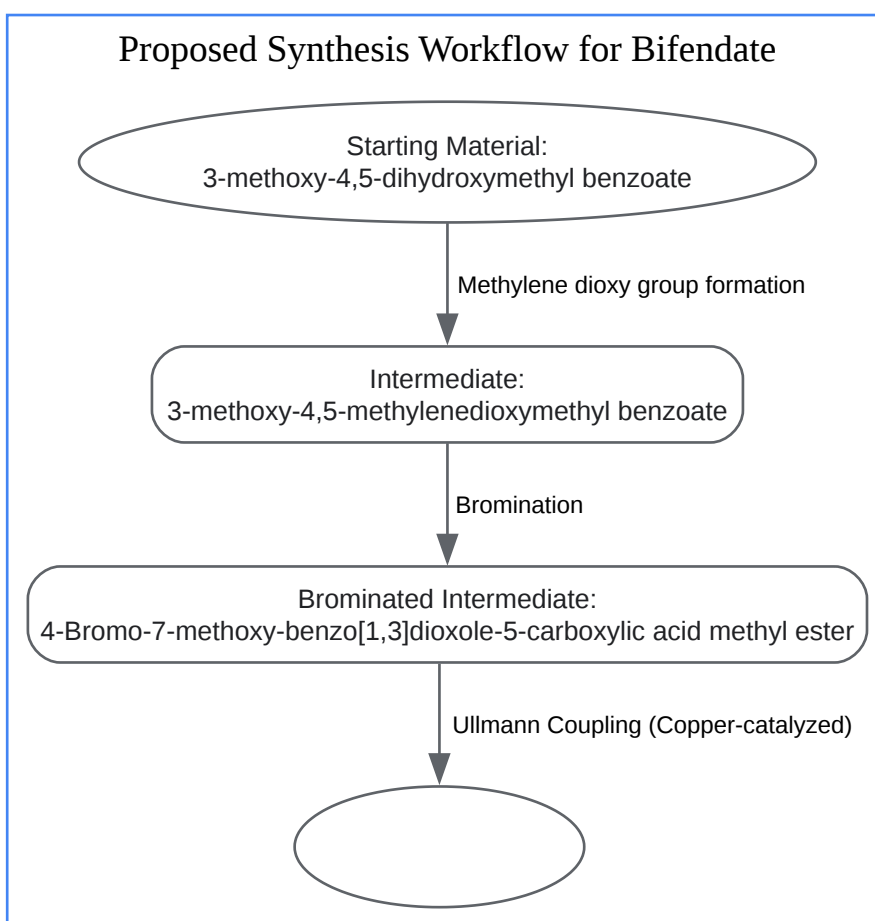 Proposed Synthesis Workflow for Bifendate
Starting Material:
3-methoxy-4,5-dihydroxymethyl benzoate
Methylene dioxy group formation
Intermediate:
3-methoxy-4,5-methylenedioxymethyl benzoate
Bromination
Brominated Intermediate:
4-Bromo-7-methoxy-benzo[1,3]dioxole-5-carboxylic acid methyl ester
Ullmann Coupling (Copper-catalyzed)